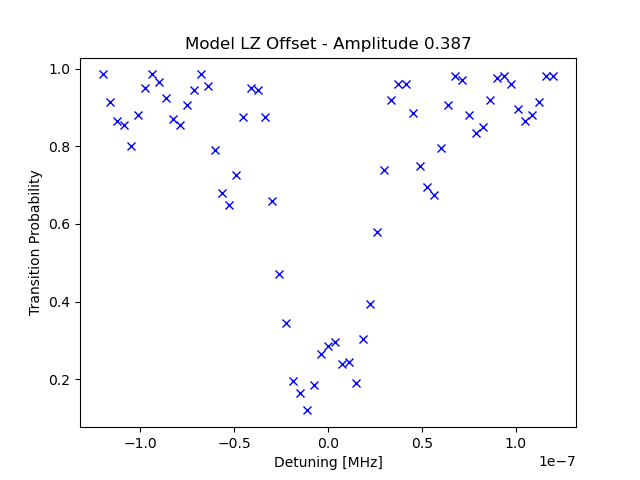 Model LZ Offset - Amplitude 0.387
1.0
0.8
0.6
0.4
0.2
Transition Probability
−1.0 −0.5 0.0 0.5 1.0
1e−7
Detuning [MHz]